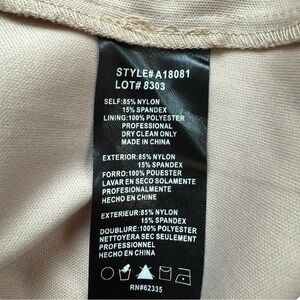 STYLE# A18081
LOT# 8303
SELF:85% NYLON
15% SPANDEX
LINING:100% POLYESTER
PROFESSIONAL
DRY CLEAN ONLY
MADE IN CHINA
EXTERIOR:85% NYLON
15% SPANDEX
FORRO:100% POUESTER
LAVAR EN SECO SOLAMENTE
PROFESIONALMENTE
HECHO EN CHINE
EXTERIEUR:85% NYLON
15% SPANDEX
DOUBLURE:100% POLYESTER
NETTOYERA SEC SEULEMENT
PROFESSIONNEL
HECHO EN CHINA
RN#62335